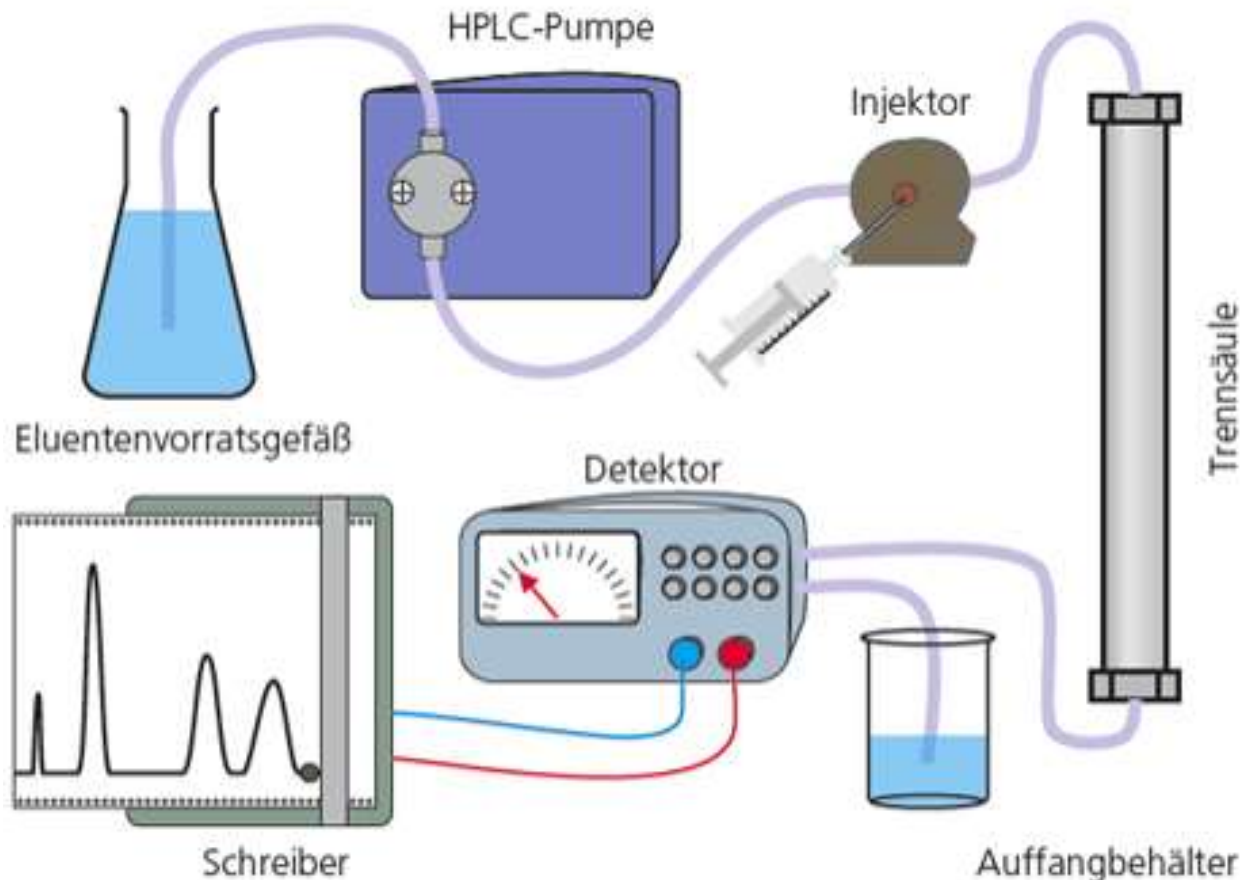 HPLC-Pumpe
Injektor
Trennsäule
Eluentenvorratsgefäß
Detektor
Schreiber
Auffangbehälter